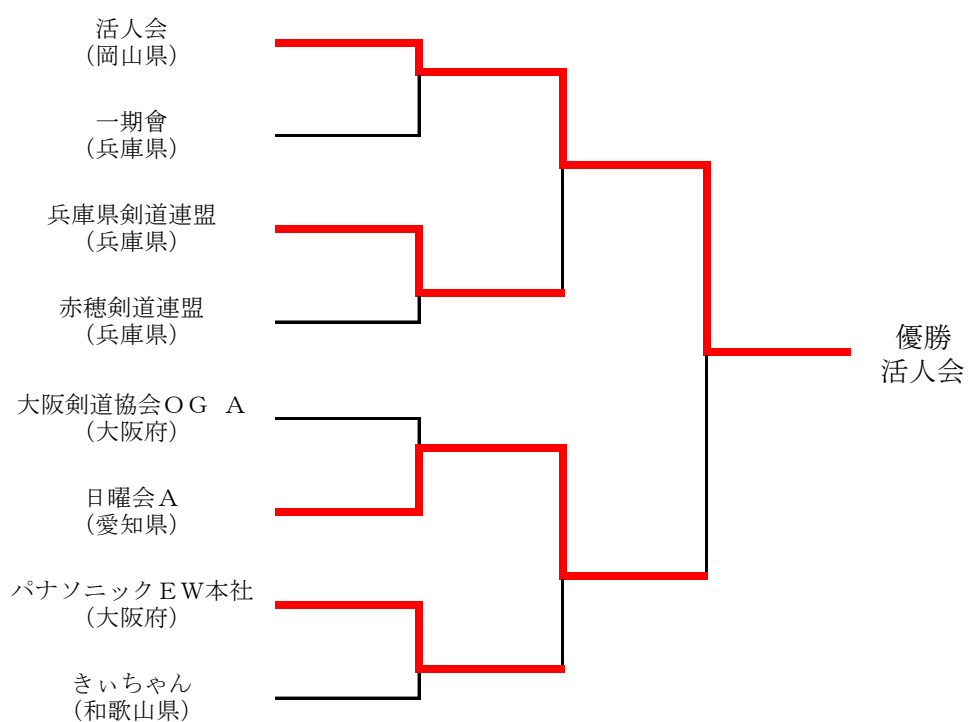 活人会
（岡山県）
一期會
（兵庫県）
兵庫県剣道連盟
（兵庫県）
赤穂剣道連盟
（兵庫県）
大阪剣道協会ＯＧ　Ａ
（大阪府）
日曜会Ａ
（愛知県）
パナソニックＥＷ本社
（大阪府）
きぃちゃん
（和歌山県）
優勝
活人会